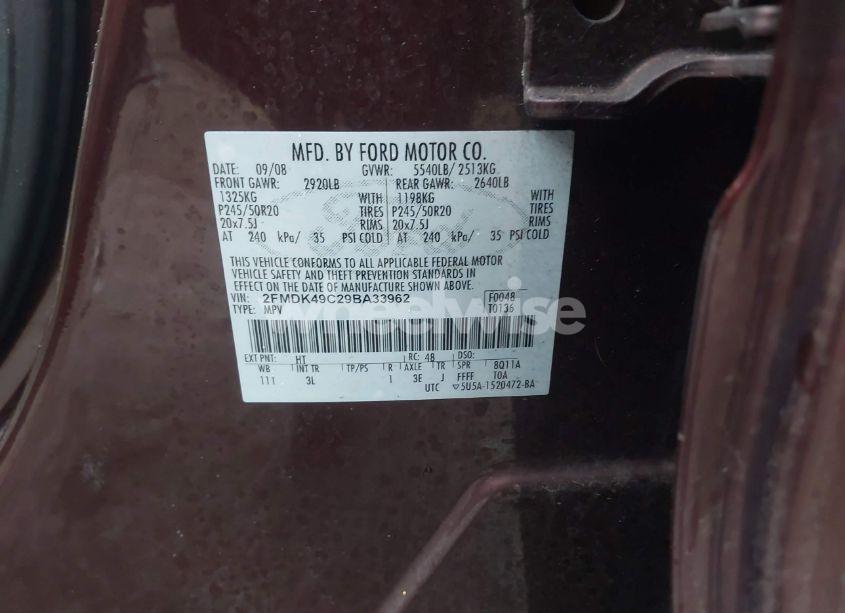 MFD. BY FORD MOTOR CO.
DATE: 09/08 GVWR: 5540LB/ 2513KG
FRONT GAWR: 2920LB REAR GAWR: 2640LB
1325KG WITH 1198KG WITH
P245/50R20 TIRES P245/50R20 TIRES
20x7.5J RIMS 20x7.5J RIMS
AT 240 kPa/ 35 PSI COLD AT 240 kPa/ 35 PSI COLD
THIS VEHICLE CONFORMS TO ALL APPLICABLE FEDERAL MOTOR
VEHICLE SAFETY AND THEFT PREVENTION STANDARDS IN
EFFECT ON THE DATE OF MANUFACTURE SHOWN ABOVE.
VIN: 2FMDK49C29BA33962 F0048
TYPE: MPV T0136
wheelwise
EXT PNT: HT RC: 48 DSO:
WB INT TR TP/PS R AXLE TR SPR 8Q11A
111 3L 1 3E J FFFF TOA
UTC 5U5A-1520472-BA